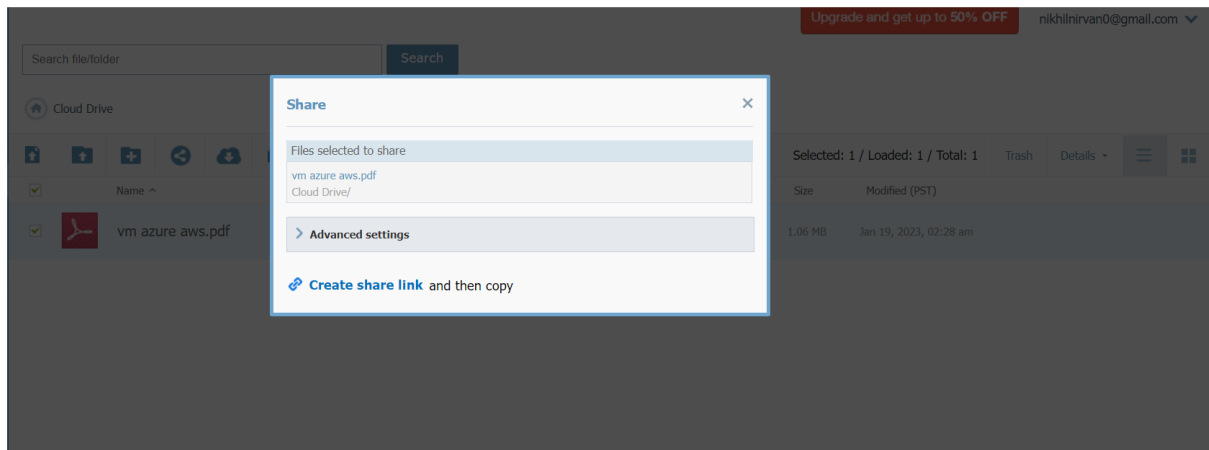 Upgrade and get up to 50% OFF
nikhilnirvan0@gmail.com
Search file/folder
Search
Cloud Drive
Share
Files selected to share
vm azure aws.pdf
Cloud Drive/
Advanced settings
Create share link and then copy
Selected: 1 / Loaded: 1 / Total: 1
Trash
Details
Name
Size
Modified (PST)
vm azure aws.pdf
1.06 MB
Jan 19, 2023, 02:28 am